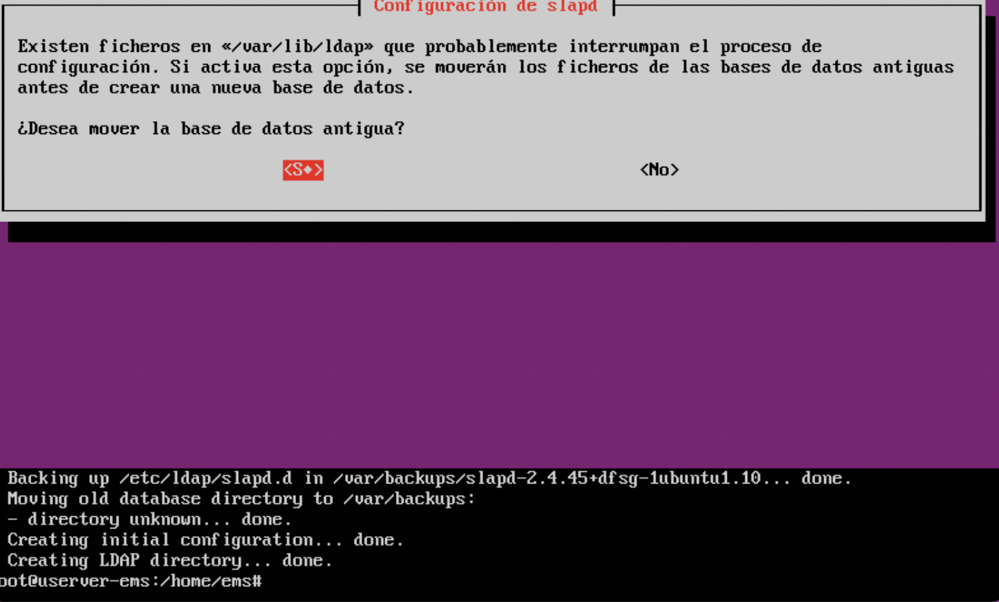 Configuración de slapd
Existen ficheros en «/var/lib/ldap» que probablemente interrumpan el proceso de
configuración. Si activa esta opción, se moverán los ficheros de las bases de datos antiguas
antes de crear una nueva base de datos.
¿Desea mover la base de datos antigua?
<S♦> <No>
Backing up /etc/ldap/slapd.d in /var/backups/slapd-2.4.45+dfsg-1ubuntu1.10... done.
Moving old database directory to /var/backups:
- directory unknown... done.
Creating initial configuration... done.
Creating LDAP directory... done.
oot@userver-ems:/home/ems#